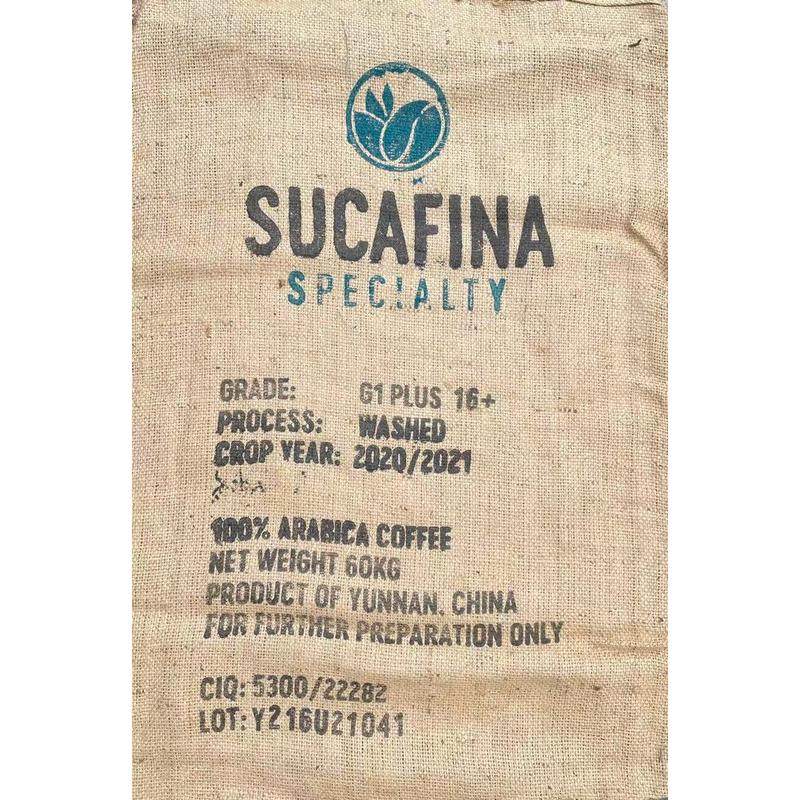 SUCAFINA
SPECIALTY
GRADE: G1 PLUS 16+
PROCESS: WASHED
CROP YEAR: 2020/2021
100% ARABICA COFFEE
NET WEIGHT 60KG
PRODUCT OF YUNNAN. CHINA
FOR FURTHER PREPARATION ONLY
CIQ: 5300/22282
LOT: Y216U21041